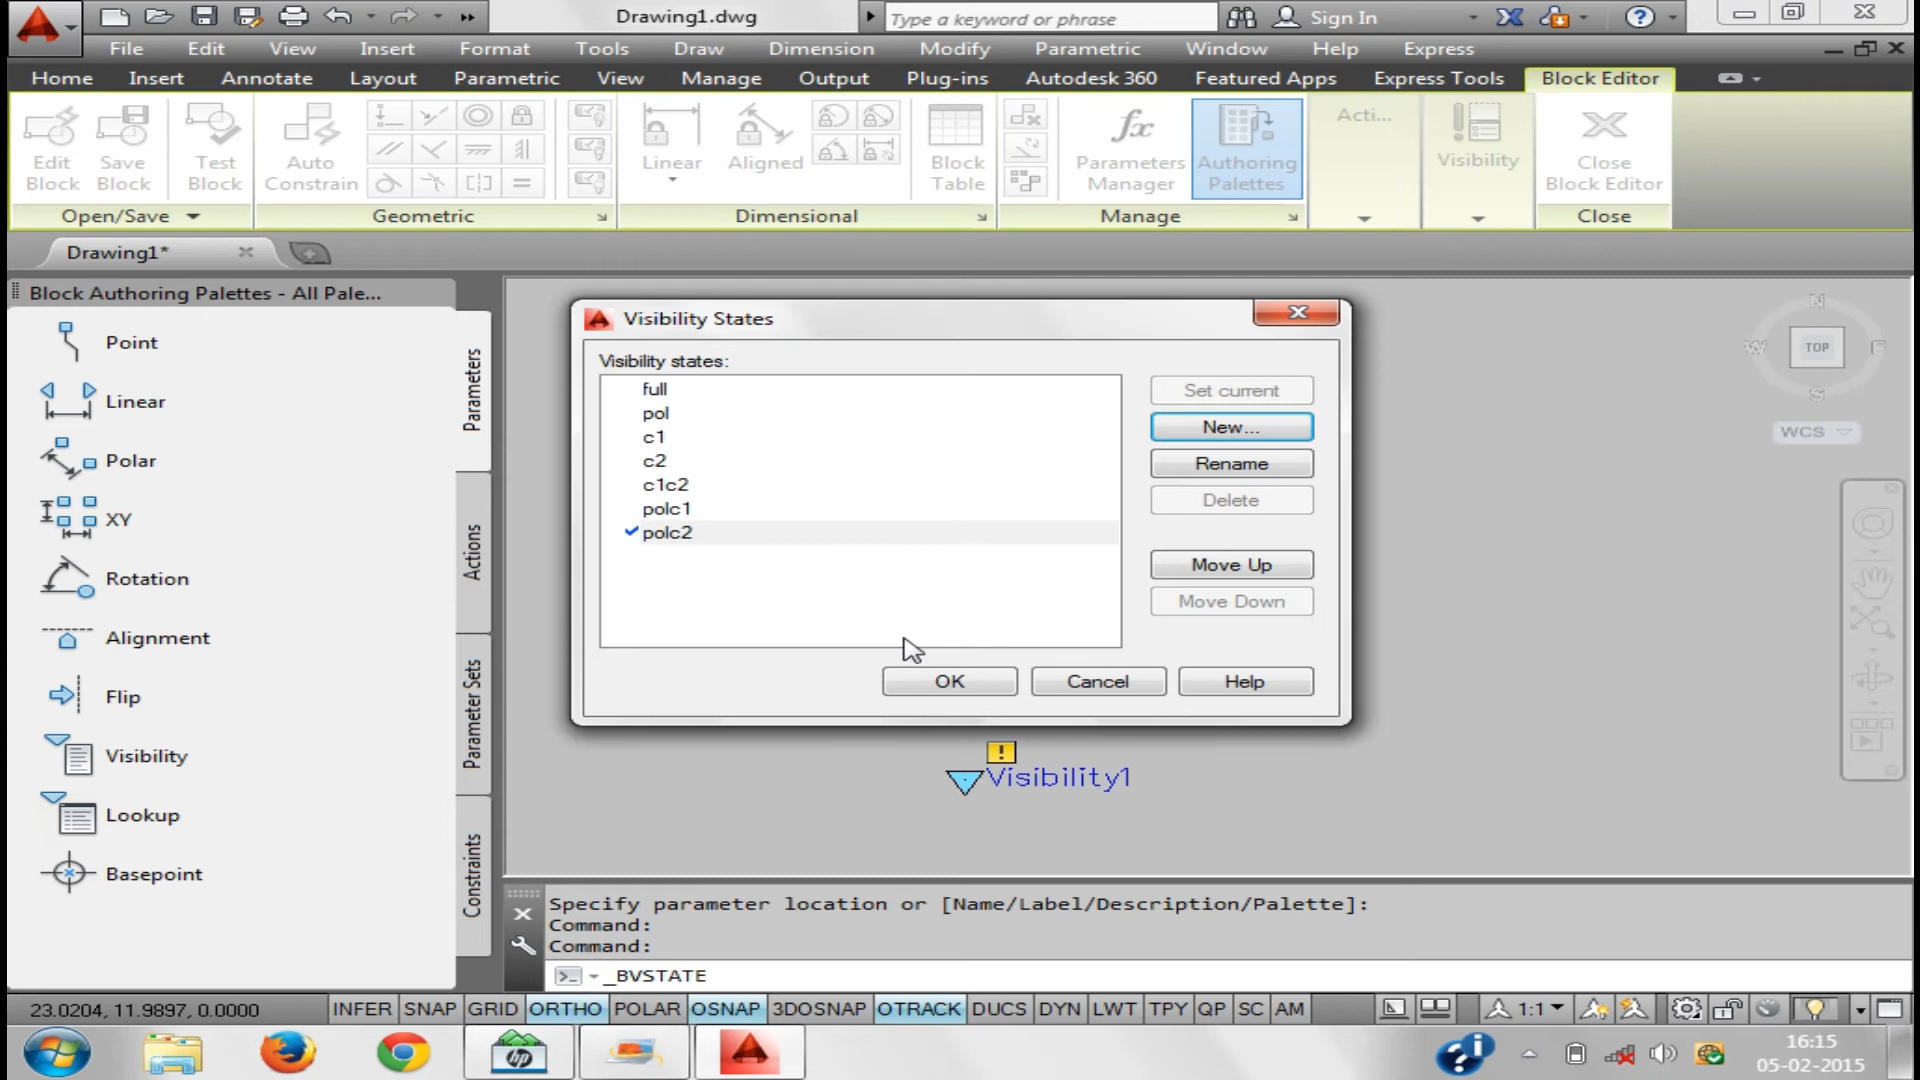 Drawing1.dwg
Type a keyword or phrase
Sign In
File Edit View Insert Format Tools Draw Dimension Modify Parametric Window Help Express
Home Insert Annotate Layout Parametric View Manage Output Plug-ins Autodesk 360 Featured Apps Express Tools Block Editor
Edit Block
Save Block
Test Block
Auto Constrain
Linear
Aligned
Block Table
Parameters Manager
Authoring Palettes
Acti...
Visibility
Close Block Editor
Open/Save
Geometric
Dimensional
Manage
Close
Drawing1*
Block Authoring Palettes - All Pale...
Point
Linear
Polar
XY
Rotation
Alignment
Flip
Visibility
Lookup
Basepoint
Parameters
Actions
Parameter Sets
Constraints
Visibility States
Visibility states:
full
pol
c1
c2
c1c2
polc1
polc2
Set current
New...
Rename
Delete
Move Up
Move Down
OK
Cancel
Help
Visibility1
N
W
TOP
E
S
WCS
Specify parameter location or [Name/Label/Description/Palette]:
Command:
Command:
_BVSTATE
23.0204, 11.9897, 0.0000
INFER SNAP GRID ORTHO POLAR OSNAP 3DOSNAP OTRACK DUCS DYN LWT TPY QP SC AM
1:1
hp
16:15
05-02-2015